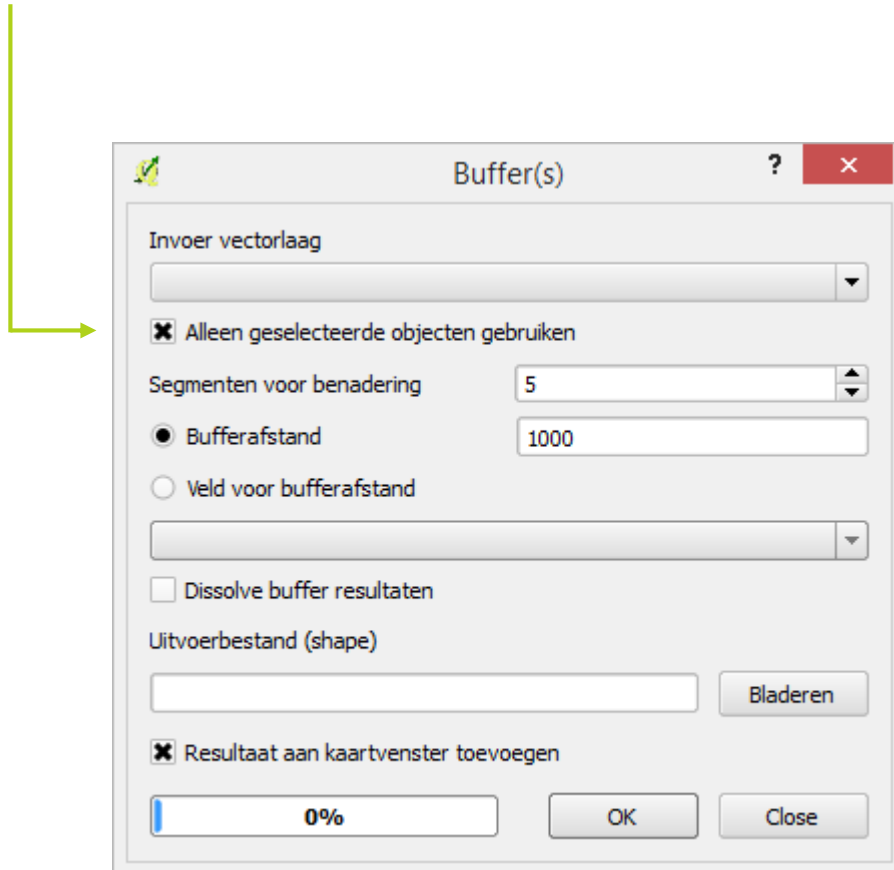 Buffer(s)
?
Invoer vectorlaag
Alleen geselecteerde objecten gebruiken
Segmenten voor benadering 5
Bufferafstand 1000
Veld voor bufferafstand
Dissolve buffer resultaten
Uitvoerbestand (shape)
Bladeren
Resultaat aan kaartvenster toevoegen
0% OK Close